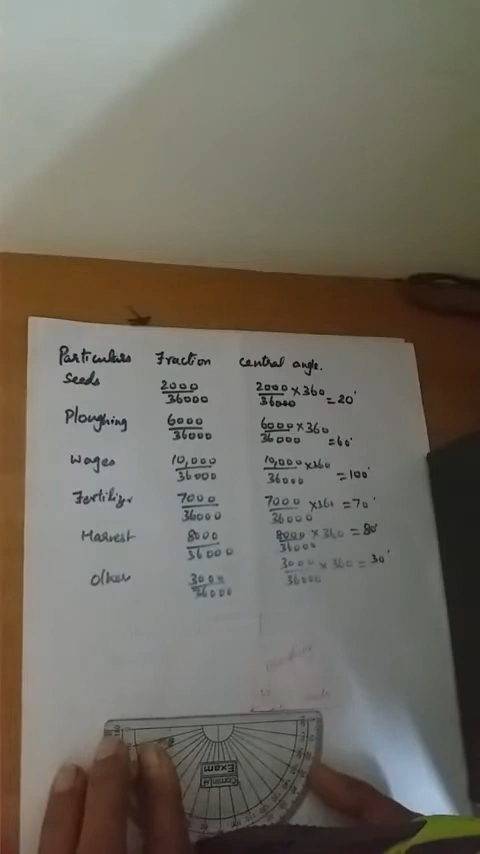 Particulars Fraction central angle.
Seeds 2000/36000 2000/36000 ×360 = 20°
Ploughing 6000/36000 6000/36000 ×360 = 60°
Wages 10,000/36000 10,000/36000 ×360 = 100°
Fertilizr 7000/36000 7000/36000 ×360 = 70°
Harvest 8000/36000 8000/36000 × 360 = 80°
Other 3000/36000 3000/36000 × 360 = 30°
Exam